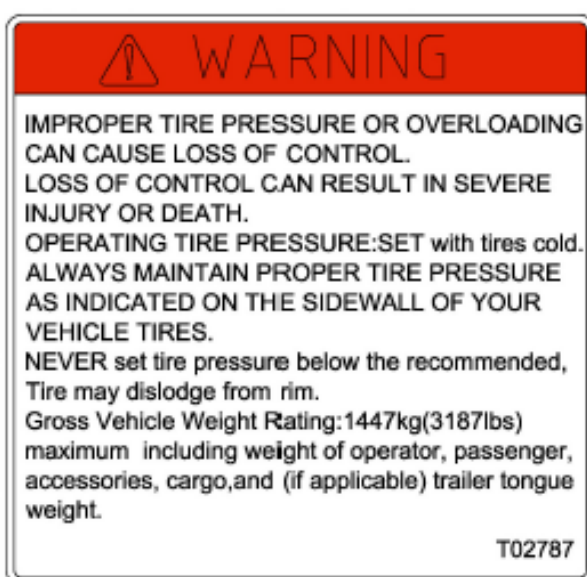 WARNING
IMPROPER TIRE PRESSURE OR OVERLOADING
CAN CAUSE LOSS OF CONTROL.
LOSS OF CONTROL CAN RESULT IN SEVERE
INJURY OR DEATH.
OPERATING TIRE PRESSURE:SET with tires cold.
ALWAYS MAINTAIN PROPER TIRE PRESSURE
AS INDICATED ON THE SIDEWALL OF YOUR
VEHICLE TIRES.
NEVER set tire pressure below the recommended,
Tire may dislodge from rim.
Gross Vehicle Weight Rating:1447kg(3187lbs)
maximum including weight of operator, passenger,
accessories, cargo,and (if applicable) trailer tongue
weight.
T02787